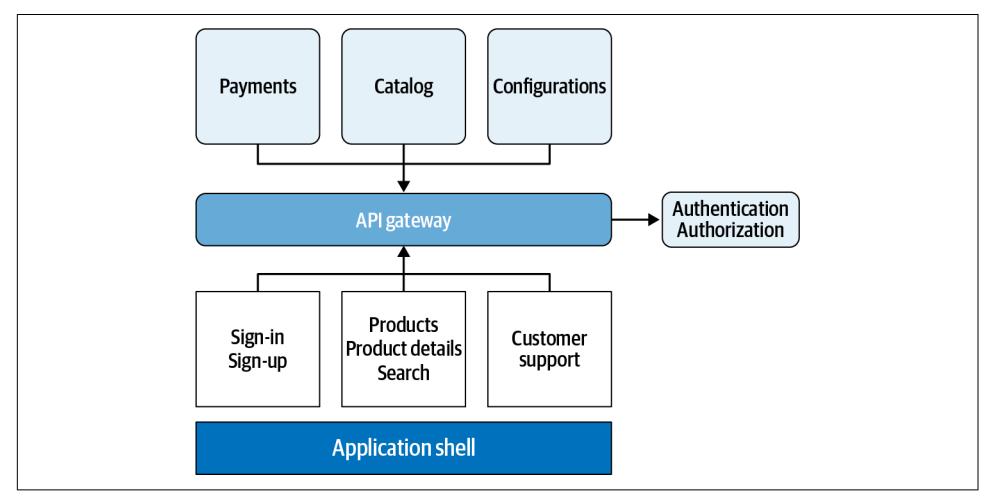 Payments
Catalog
Configurations
API gateway
Authentication
Authorization
Sign-in
Sign-up
Products
Product details
Search
Customer
support
Application shell